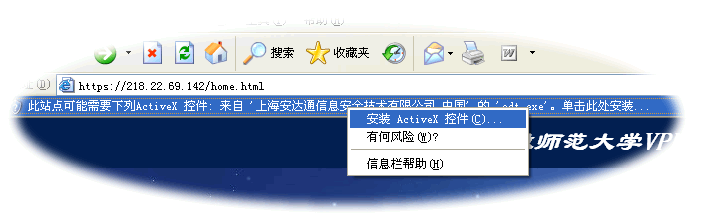 帮助(H)
搜索 收藏夹
(D) https://218.22.69.142/home.html
此站点可能需要下列ActiveX 控件: 来自 '上海安达通信息安全技术有限公司 中国' 的 'adt.exe'。单击此处安装...
安装 ActiveX 控件(C)...
有何风险(W)?
师范大学VP
信息栏帮助(H)